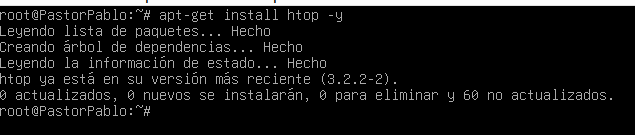 root@PastorPablo:~# apt-get install htop -y
Leyendo lista de paquetes... Hecho
Creando árbol de dependencias... Hecho
Leyendo la información de estado... Hecho
htop ya está en su versión más reciente (3.2.2-2).
0 actualizados, 0 nuevos se instalarán, 0 para eliminar y 60 no actualizados.
root@PastorPablo:~#